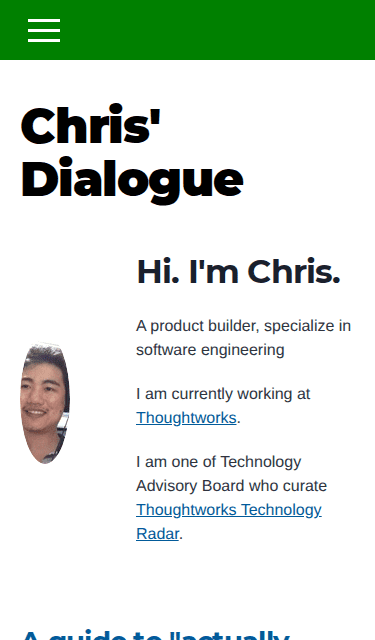 Chris'
Dialogue
Hi. I'm Chris.
A product builder, specialize in
software engineering
I am currently working at
Thoughtworks.
I am one of Technology
Advisory Board who curate
Thoughtworks Technology
Radar.
A guide to "actually